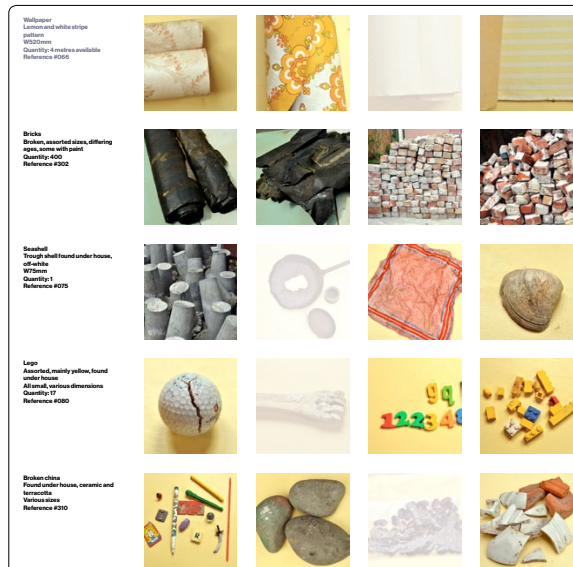 Wallpaper
Lemon and white stripe
pattern
W520mm
Quantity: 4 metres available
Reference #066
Bricks
Broken, assorted sizes, differing
ages, some with paint
Quantity: 400
Reference #302
Seashell
Trough shell found under house,
off-white
W75mm
Quantity: 1
Reference #075
Lego
Assorted, mainly yellow, found
under house
All small, various dimensions
Quantity: 17
Reference #080
gq
12234
Broken china
Found under house, ceramic and
terracotta
Various sizes
Reference #310